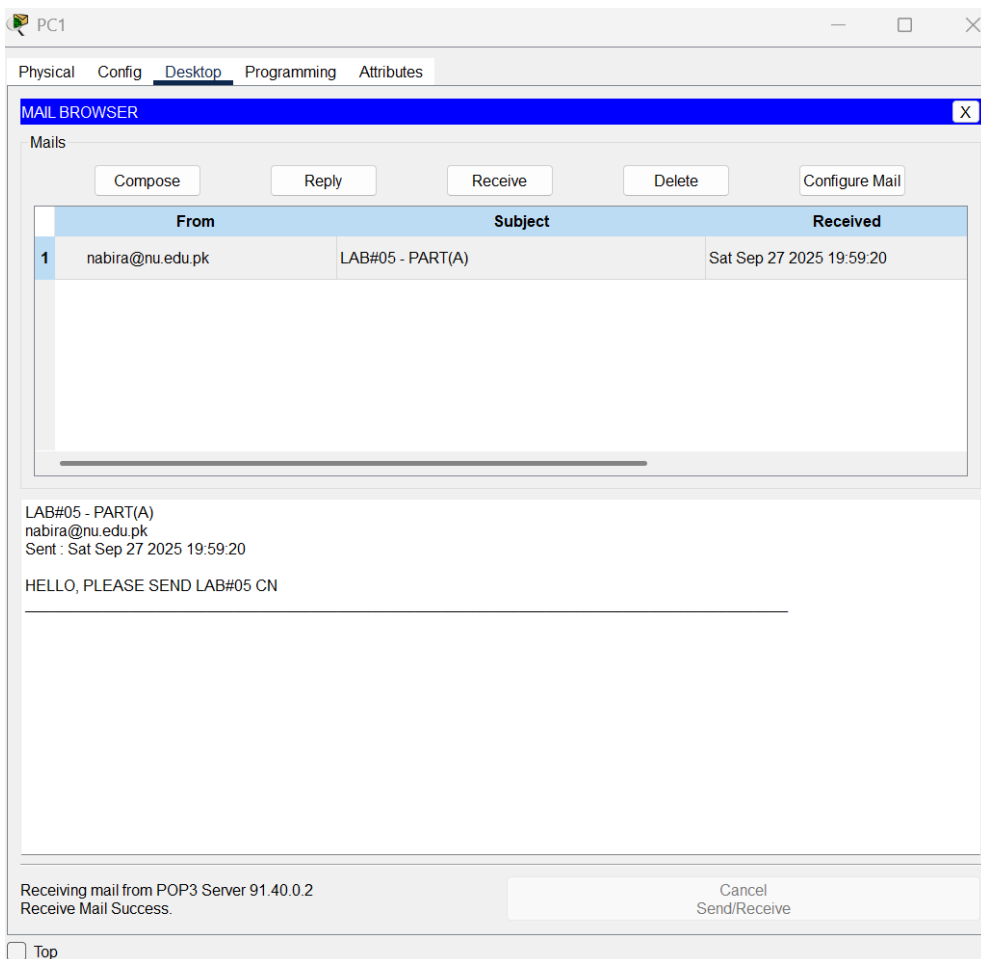 PC1
Physical Config Desktop Programming Attributes
MAIL BROWSER X
Mails
Compose Reply Receive Delete Configure Mail
From Subject Received
1 nabira@nu.edu.pk LAB#05 - PART(A) Sat Sep 27 2025 19:59:20
LAB#05 - PART(A)
nabira@nu.edu.pk
Sent : Sat Sep 27 2025 19:59:20
HELLO, PLEASE SEND LAB#05 CN
Receiving mail from POP3 Server 91.40.0.2
Receive Mail Success.
Cancel
Send/Receive
Top